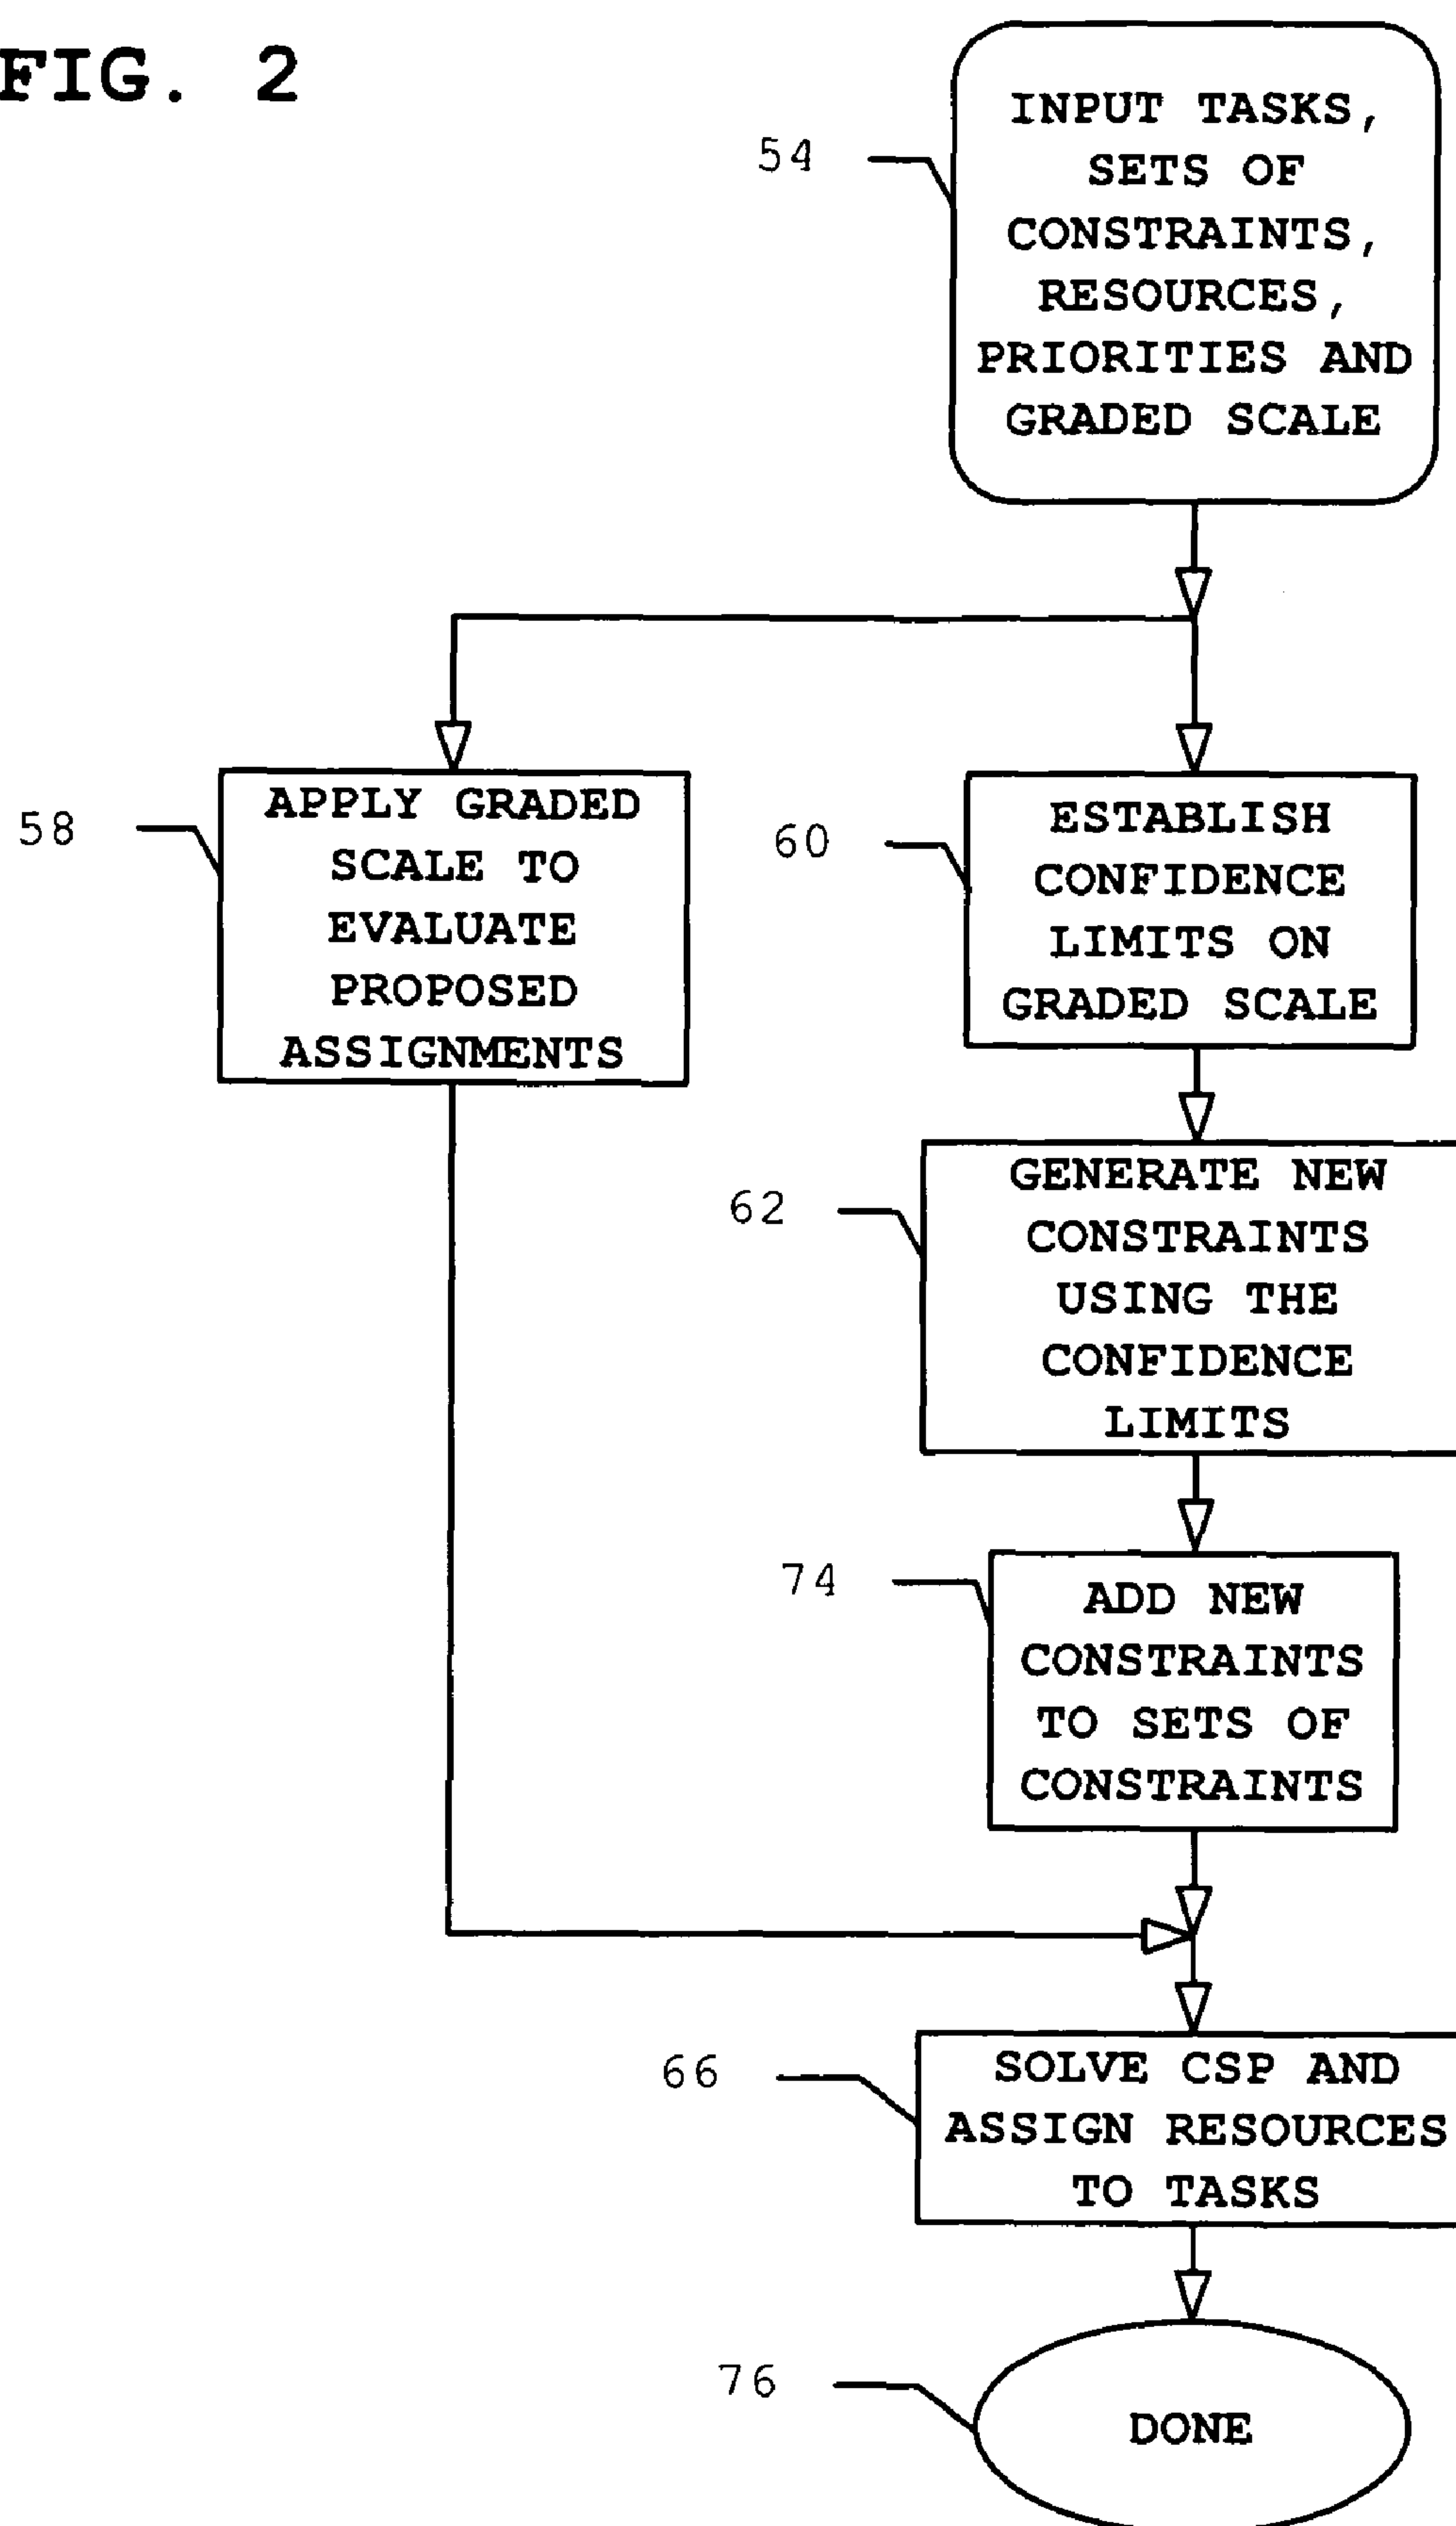 FIG. 2
54
INPUT TASKS,
SETS OF
CONSTRAINTS,
RESOURCES,
PRIORITIES AND
GRADED SCALE
58
APPLY GRADED
SCALE TO
EVALUATE
PROPOSED
ASSIGNMENTS
60
ESTABLISH
CONFIDENCE
LIMITS ON
GRADED SCALE
62
GENERATE NEW
CONSTRAINTS
USING THE
CONFIDENCE
LIMITS
74
ADD NEW
CONSTRAINTS
TO SETS OF
CONSTRAINTS
66
SOLVE CSP AND
ASSIGN RESOURCES
TO TASKS
76
DONE